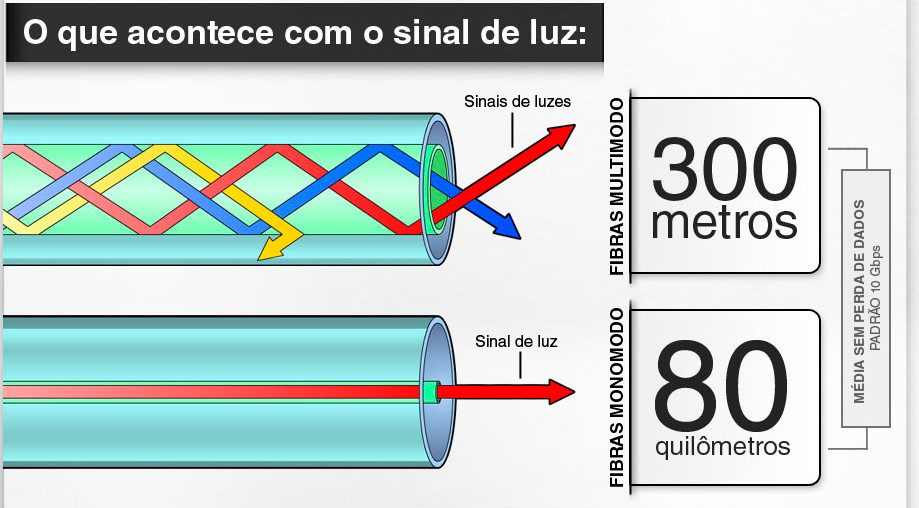 O que acontece com o sinal de luz:
Sinais de luzes
FIBRAS MULTIMODO
300
metros
Sinal de luz
FIBRAS MONOMODO
80
quilômetros
MÉDIA SEM PERDA DE DADOS
PADRÃO 10 Gbps